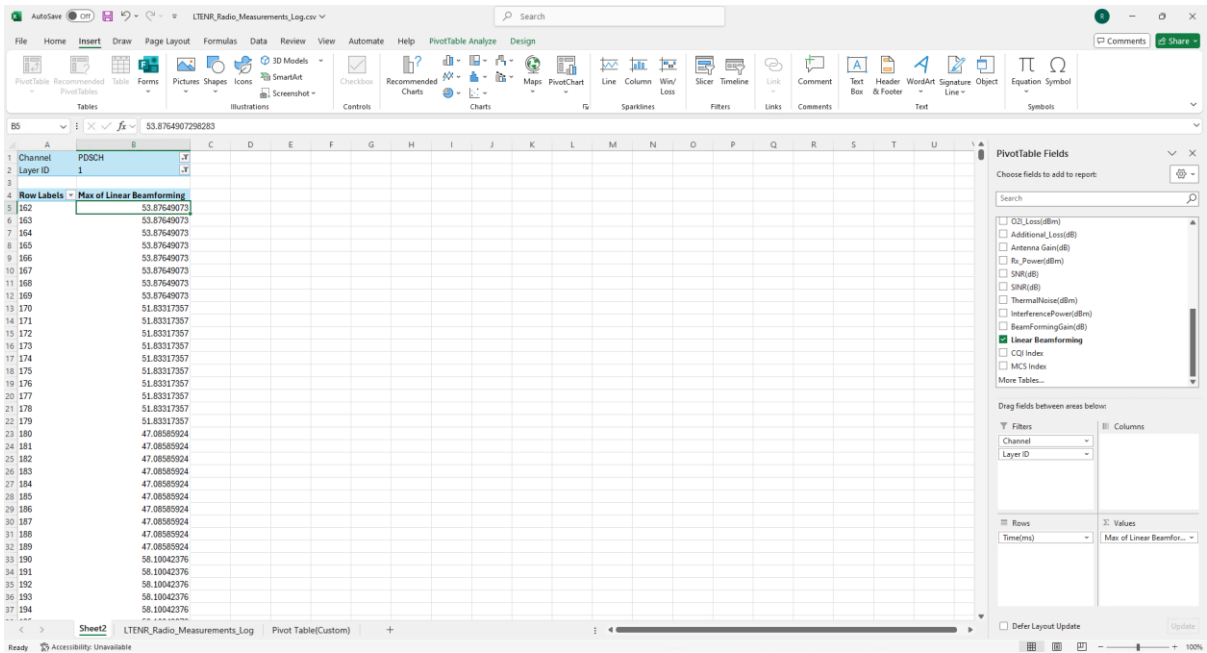 AutoSave Off LTENR_Radio_Measurements_Log.csv Search R
File Home Insert Draw Page Layout Formulas Data Review View Automate Help PivotTable Analyze Design Comments Share
PivotTable Recommended PivotTables Table Forms Pictures Shapes Icons 3D Models SmartArt Screenshot Checkbox Recommended Charts Maps PivotChart Line Column Win/Loss Slicer Timeline Link Comment Text Box Header & Footer WordArt Signature Line Object Equation Symbol
Tables Illustrations Controls Charts Sparklines Filters Links Comments Text Symbols
B5 fx 53.8764907298283
A B C D E F G H I J K L M N O P Q R S T U
1 Channel PDSCH
2 Layer ID 1
3
4 Row Labels Max of Linear Beamforming
5 162 53.87649073
6 163 53.87649073
7 164 53.87649073
8 165 53.87649073
9 166 53.87649073
10 167 53.87649073
11 168 53.87649073
12 169 53.87649073
13 170 51.83317357
14 171 51.83317357
15 172 51.83317357
16 173 51.83317357
17 174 51.83317357
18 175 51.83317357
19 176 51.83317357
20 177 51.83317357
21 178 51.83317357
22 179 51.83317357
23 180 47.08585924
24 181 47.08585924
25 182 47.08585924
26 183 47.08585924
27 184 47.08585924
28 185 47.08585924
29 186 47.08585924
30 187 47.08585924
31 188 47.08585924
32 189 47.08585924
33 190 58.10042376
34 191 58.10042376
35 192 58.10042376
36 193 58.10042376
37 194 58.10042376
PivotTable Fields
Choose fields to add to report:
Search
O2I_Loss(dBm)
Additional_Loss(dB)
Antenna Gain(dB)
Rx_Power(dBm)
SNR(dB)
SINR(dB)
ThermalNoise(dBm)
InterferencePower(dBm)
BeamFormingGain(dB)
Linear Beamforming
CQI Index
MCS Index
More Tables...
Drag fields between areas below:
Filters Columns
Channel
Layer ID
Rows Σ Values
Time(ms) Max of Linear Beamfor...
Defer Layout Update Update
Sheet2 LTENR_Radio_Measurements_Log Pivot Table(Custom) +
Ready Accessibility: Unavailable 100%